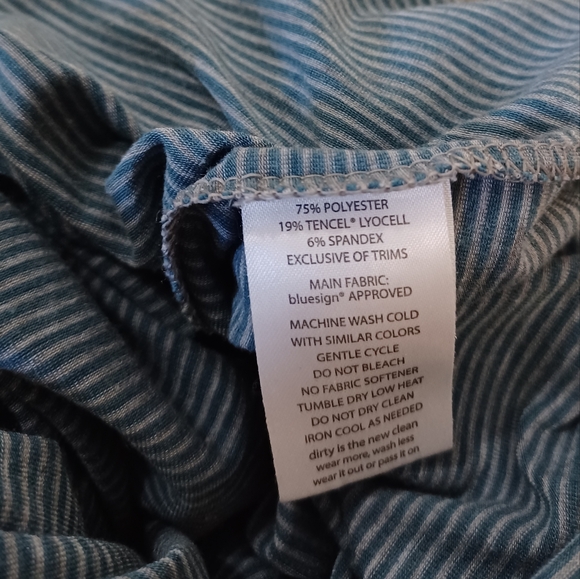 75% POLYESTER
19% TENCEL® LYOCELL
6% SPANDEX
EXCLUSIVE OF TRIMS
MAIN FABRIC:
bluesign® APPROVED
MACHINE WASH COLD
WITH SIMILAR COLORS
GENTLE CYCLE
DO NOT BLEACH
NO FABRIC SOFTENER
TUMBLE DRY LOW HEAT
DO NOT DRY CLEAN
IRON COOL AS NEEDED
dirty is the new clean
wear more, wash less
wear it out or pass it on